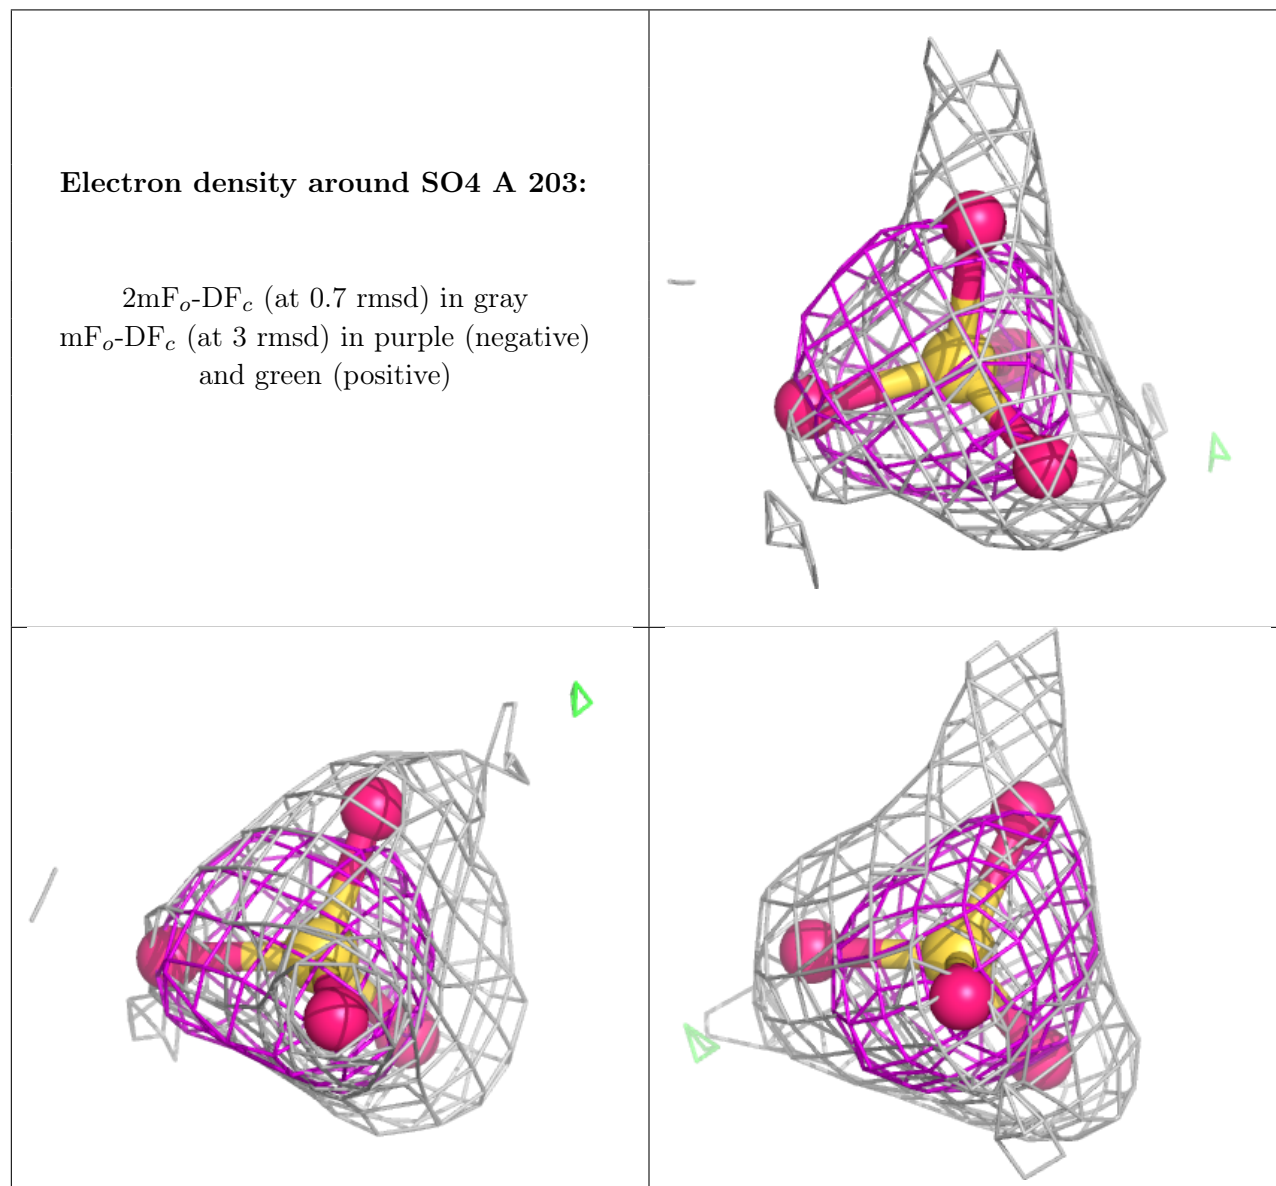 Electron density around SO4 A 203:
2mFo-DFc (at 0.7 rmsd) in gray
mFo-DFc (at 3 rmsd) in purple (negative)
and green (positive)